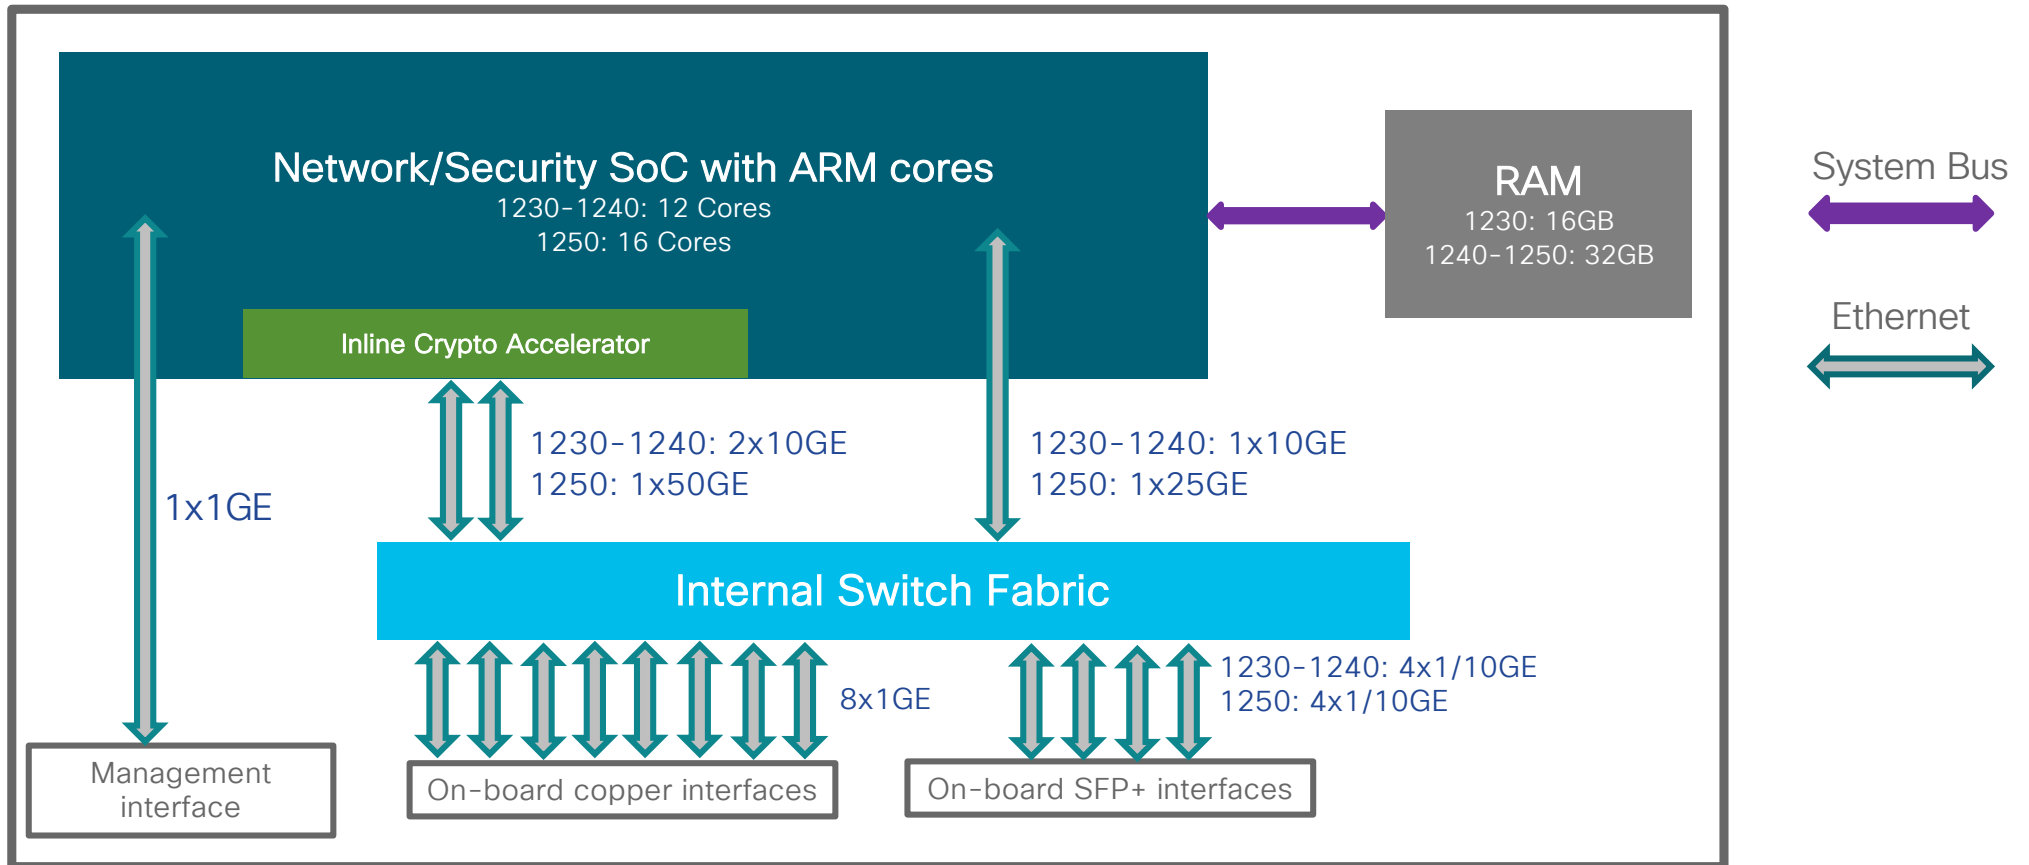 Network/Security SoC with ARM cores
1230-1240: 12 Cores
1250: 16 Cores
Inline Crypto Accelerator
RAM
1230: 16GB
1240-1250: 32GB
System Bus
Ethernet
1x1GE
1230-1240: 2x10GE
1250: 1x50GE
1230-1240: 1x10GE
1250: 1x25GE
Internal Switch Fabric
8x1GE
1230-1240: 4x1/10GE
1250: 4x1/10GE
Management
interface
On-board copper interfaces
On-board SFP+ interfaces